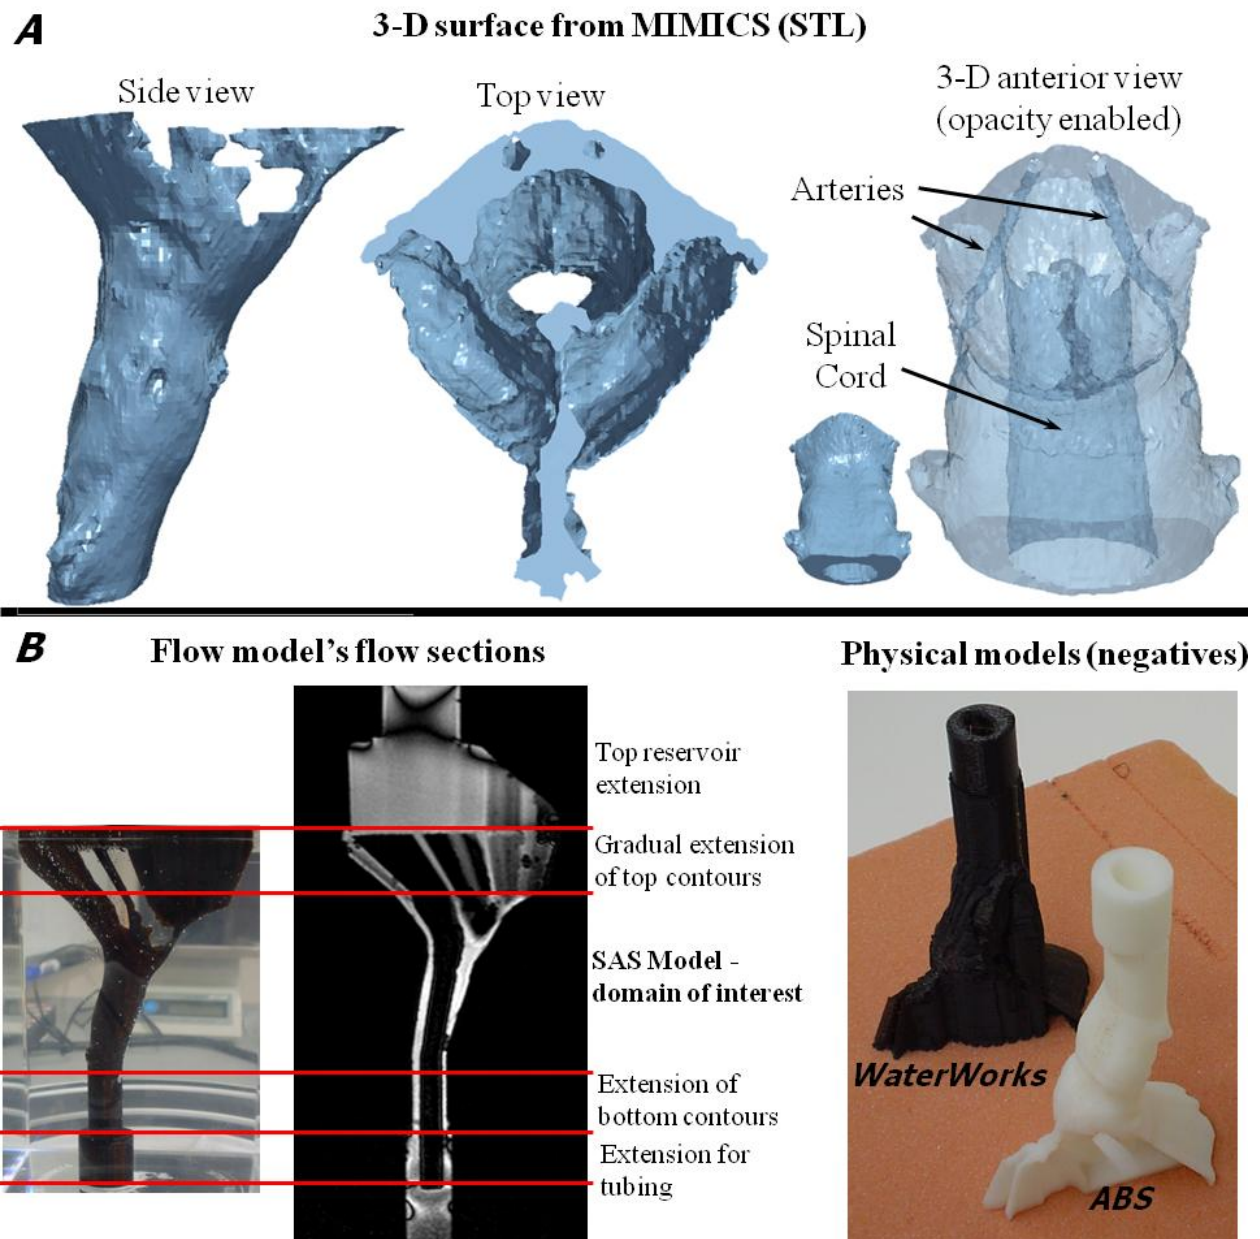 A
3-D surface from MIMICS (STL)
Side view
Top view
3-D anterior view
(opacity enabled)
Arteries
Spinal
Cord
B
Flow model's flow sections
Physical models (negatives)
Top reservoir
extension
Gradual extension
of top contours
SAS Model -
domain of interest
Extension of
bottom contours
Extension for
tubing
WaterWorks
ABS